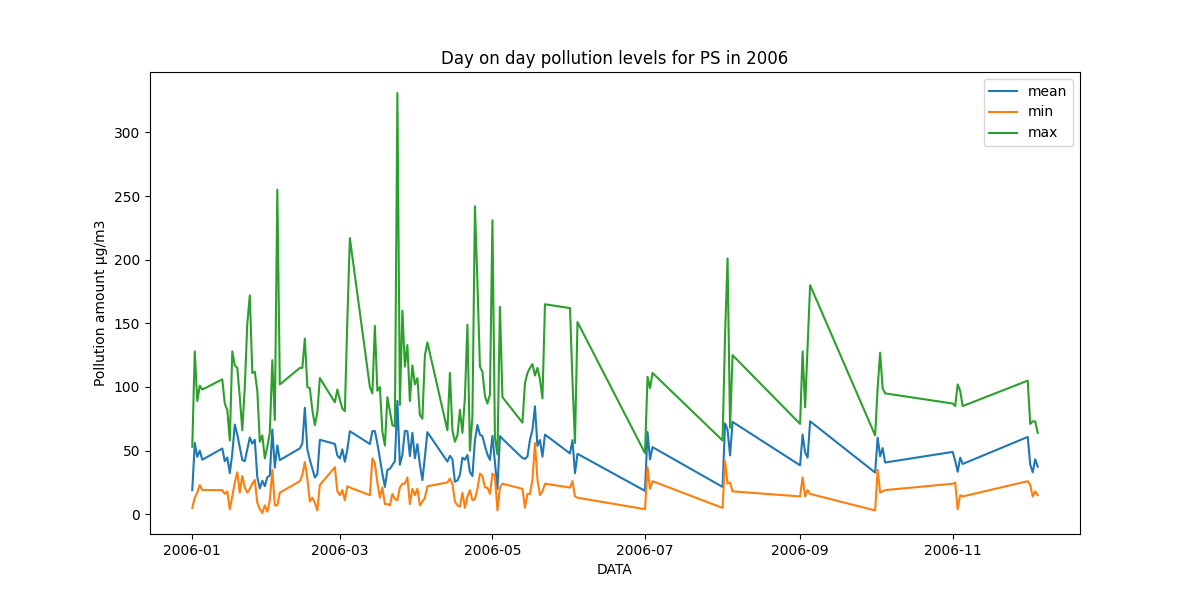 Day on day pollution levels for PS in 2006
mean
min
max
Pollution amount µg/m3
300
250
200
150
100
50
0
2006-01
2006-03
2006-05
2006-07
2006-09
2006-11
DATA